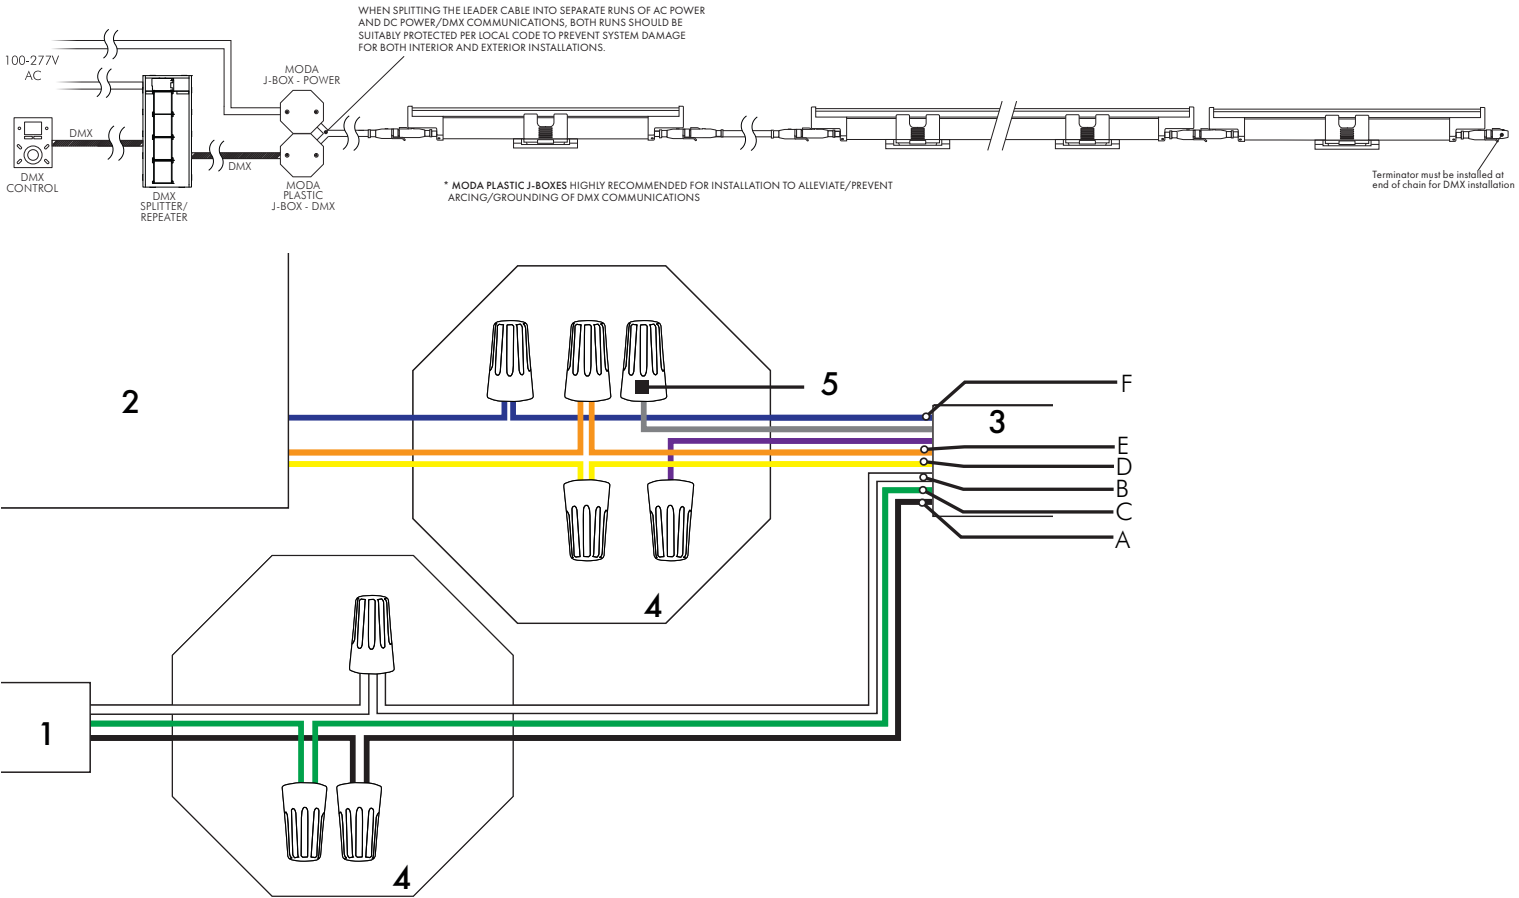 WHEN SPLITTING THE LEADER CABLE INTO SEPARATE RUNS OF AC POWER
AND DC POWER/DMX COMMUNICATIONS, BOTH RUNS SHOULD BE
SUITABLY PROTECTED PER LOCAL CODE TO PREVENT SYSTEM DAMAGE
FOR BOTH INTERIOR AND EXTERIOR INSTALLATIONS.
100-277V
AC
MODA
J-BOX - POWER
DMX
DMX
CONTROL
DMX
SPLITTER/
REPEATER
DMX
MODA
PLASTIC
J-BOX - DMX
* MODA PLASTIC J-BOXES HIGHLY RECOMMENDED FOR INSTALLATION TO ALLEVIATE/PREVENT
ARCING/GROUNDING OF DMX COMMUNICATIONS
Terminator must be installed at
end of chain for DMX installation
2
5
F
3
E
D
B
C
A
4
1
4